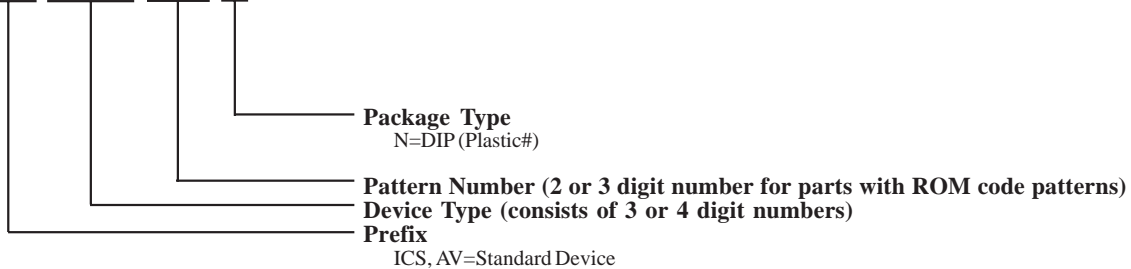 Package Type
N=DIP (Plastic#)
Pattern Number (2 or 3 digit number for parts with ROM code patterns)
Device Type (consists of 3 or 4 digit numbers)
Prefix
ICS, AV=Standard Device